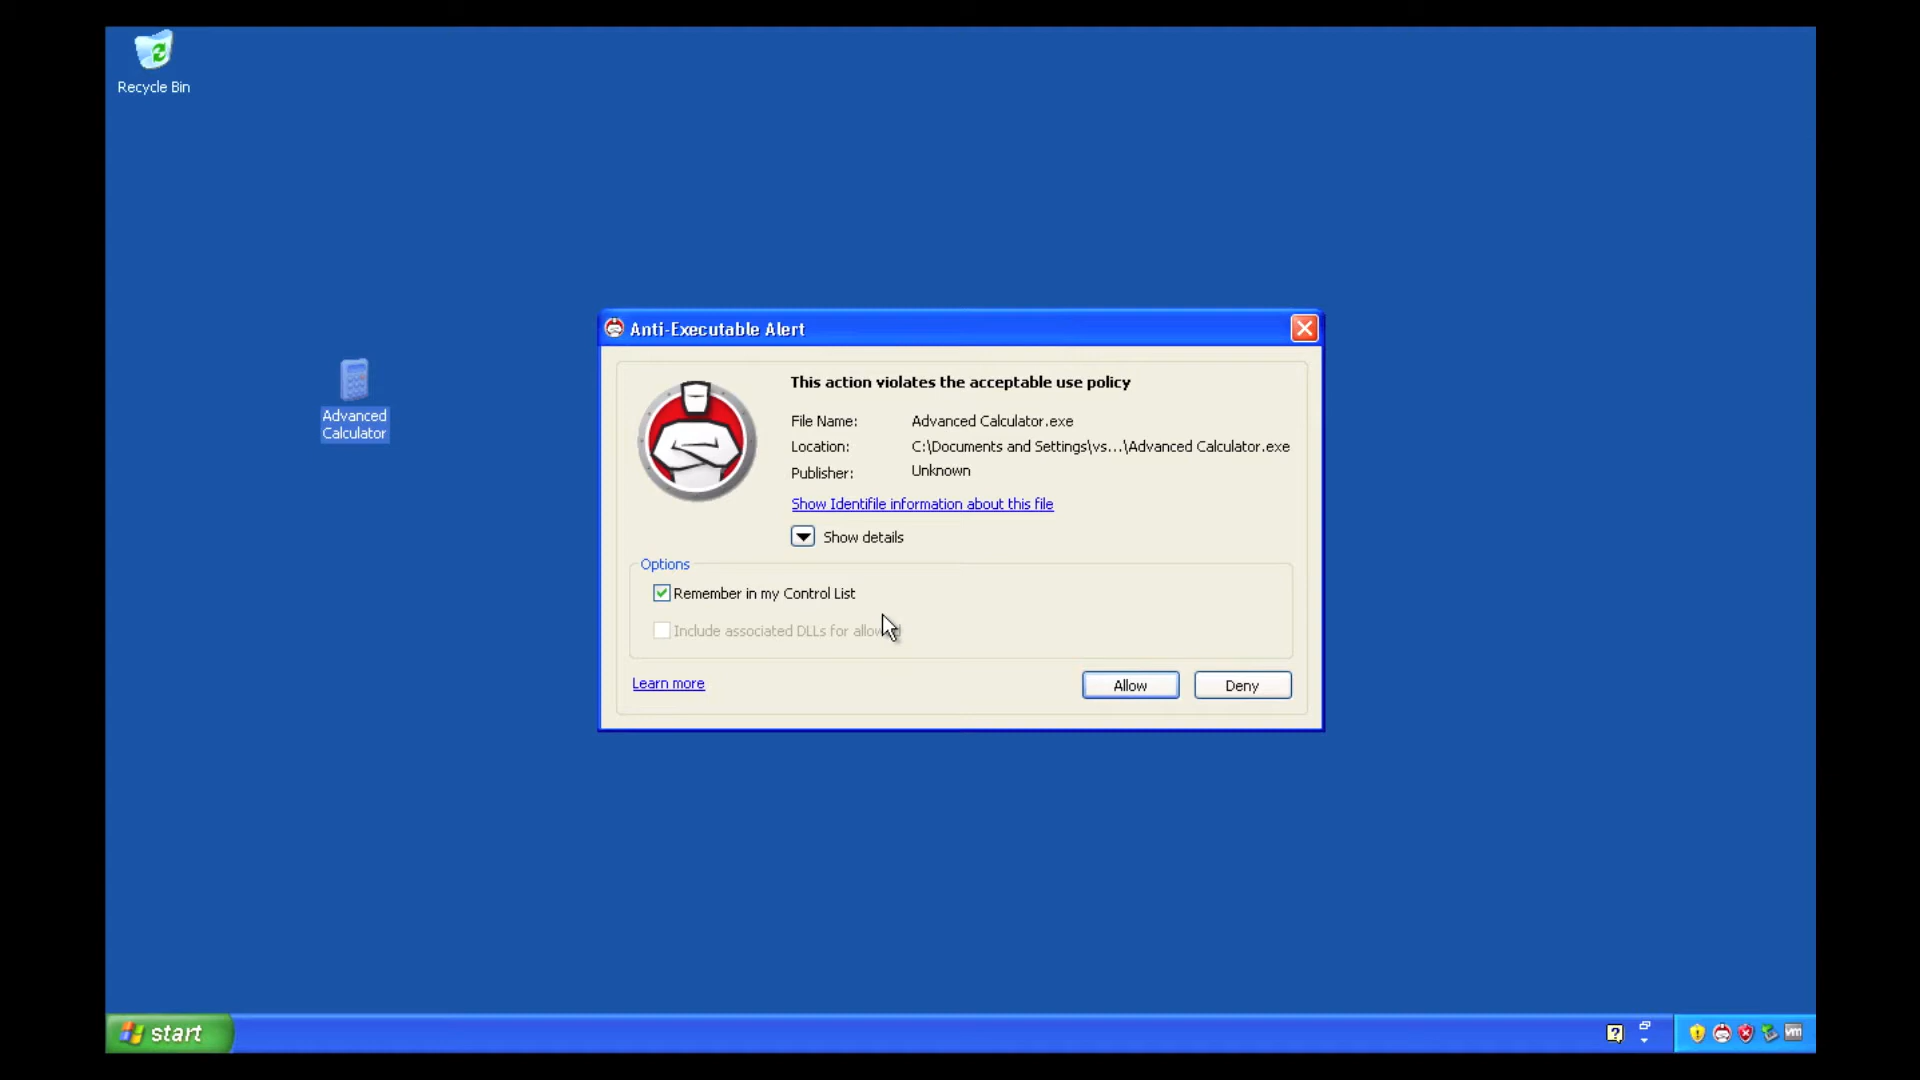 Recycle Bin
Advanced
Calculator
Anti-Executable Alert
This action violates the acceptable use policy
File Name: Advanced Calculator.exe
Location: C:\Documents and Settings\vs...\Advanced Calculator.exe
Publisher: Unknown
Show Identifile information about this file
Show details
Options
Remember in my Control List
Include associated DLLs for
Learn more
Allow
Deny
start
vm